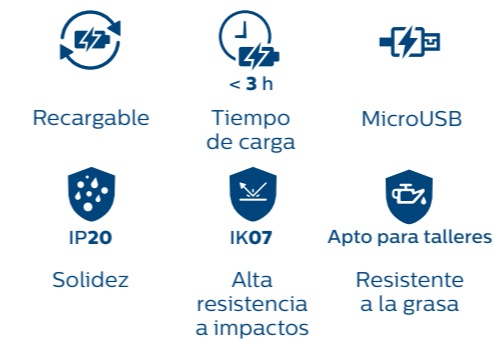 < 3 h
Recargable
Tiempo
de carga
MicroUSB
IP20
IK07
Apto para talleres
Solidez
Alta
resistencia
a impactos
Resistente
a la grasa